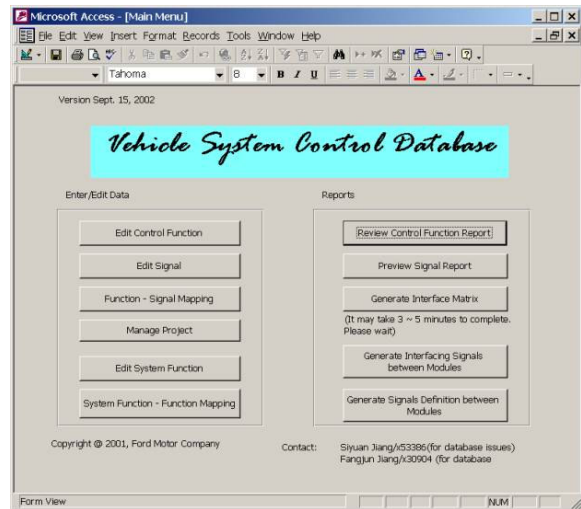 Microsoft Access - [Main Menu]
File Edit View Insert Format Records Tools Window Help
Tahoma 8 B I U
Version Sept. 15, 2002
Vehicle System Control Database
Enter/Edit Data
Edit Control Function
Edit Signal
Function - Signal Mapping
Manage Project
Edit System Function
System Function - Function Mapping
Reports
Review Control Function Report
Preview Signal Report
Generate Interface Matrix
(It may take 3 ~ 5 minutes to complete.
Please wait)
Generate Interfacing Signals
between Modules
Generate Signals Definition between
Modules
Copyright @ 2001, Ford Motor Company
Contact:
Siyuan Jiang/x53386(for database issues)
Fangjun Jiang/x30904 (for database
Form View
NUM